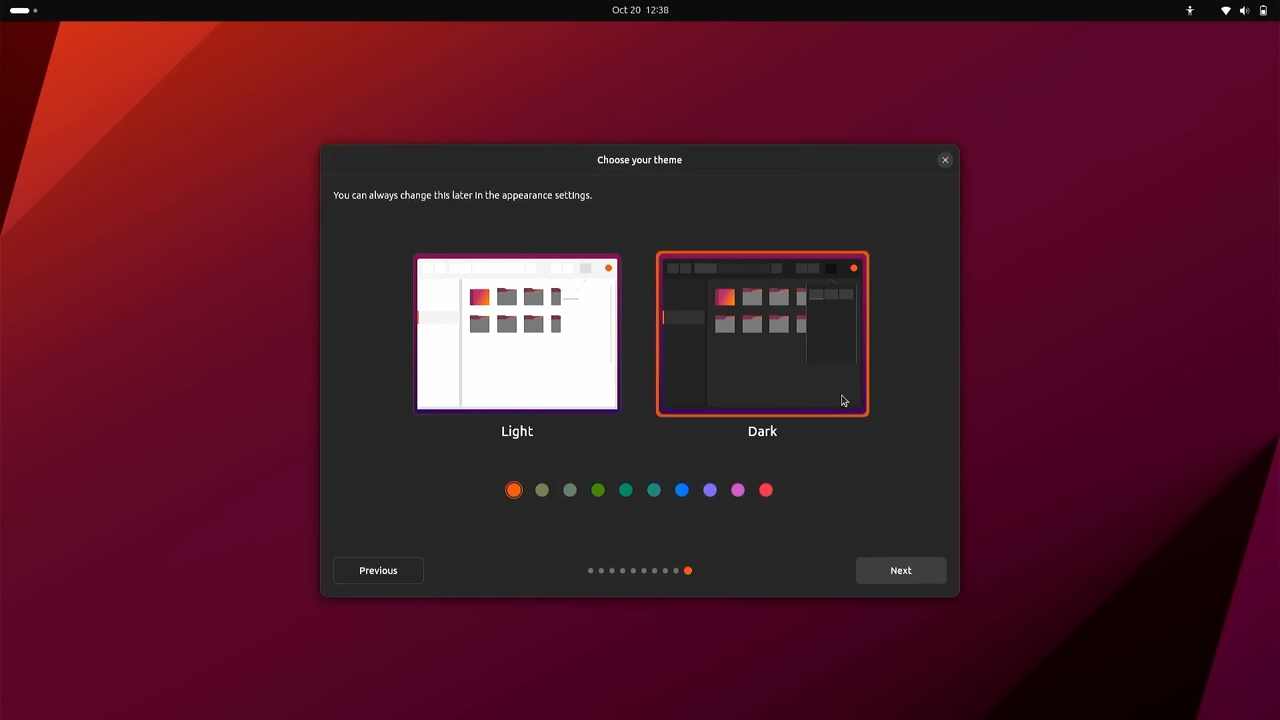 Oct 20 12:38
Choose your theme
You can always change this later in the appearance settings.
Light
Dark
Previous
Next